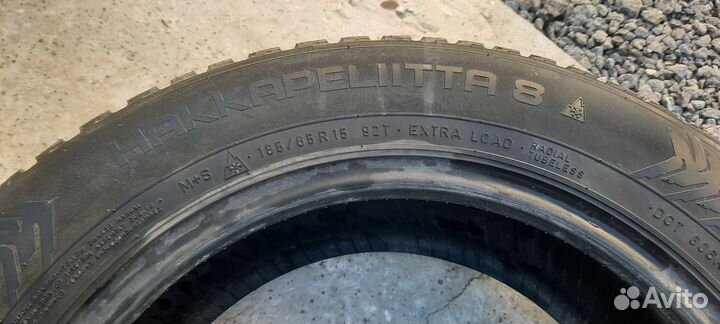 HAKKAPELIITTA 8
M+S 185/65 R15 92T · EXTRA LOAD · RADIAL TUBELESS
· DOT
Avito